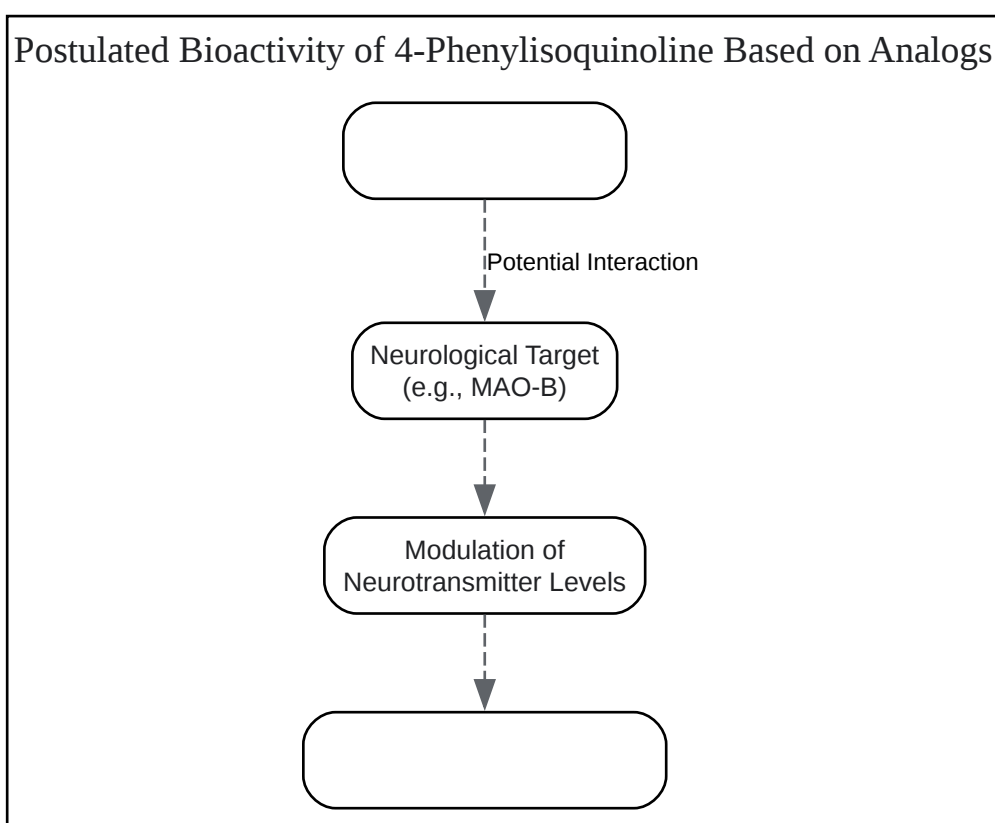 Postulated Bioactivity of 4-Phenylisoquinoline Based on Analogs
Potential Interaction
Neurological Target
(e.g., MAO-B)
Modulation of
Neurotransmitter Levels